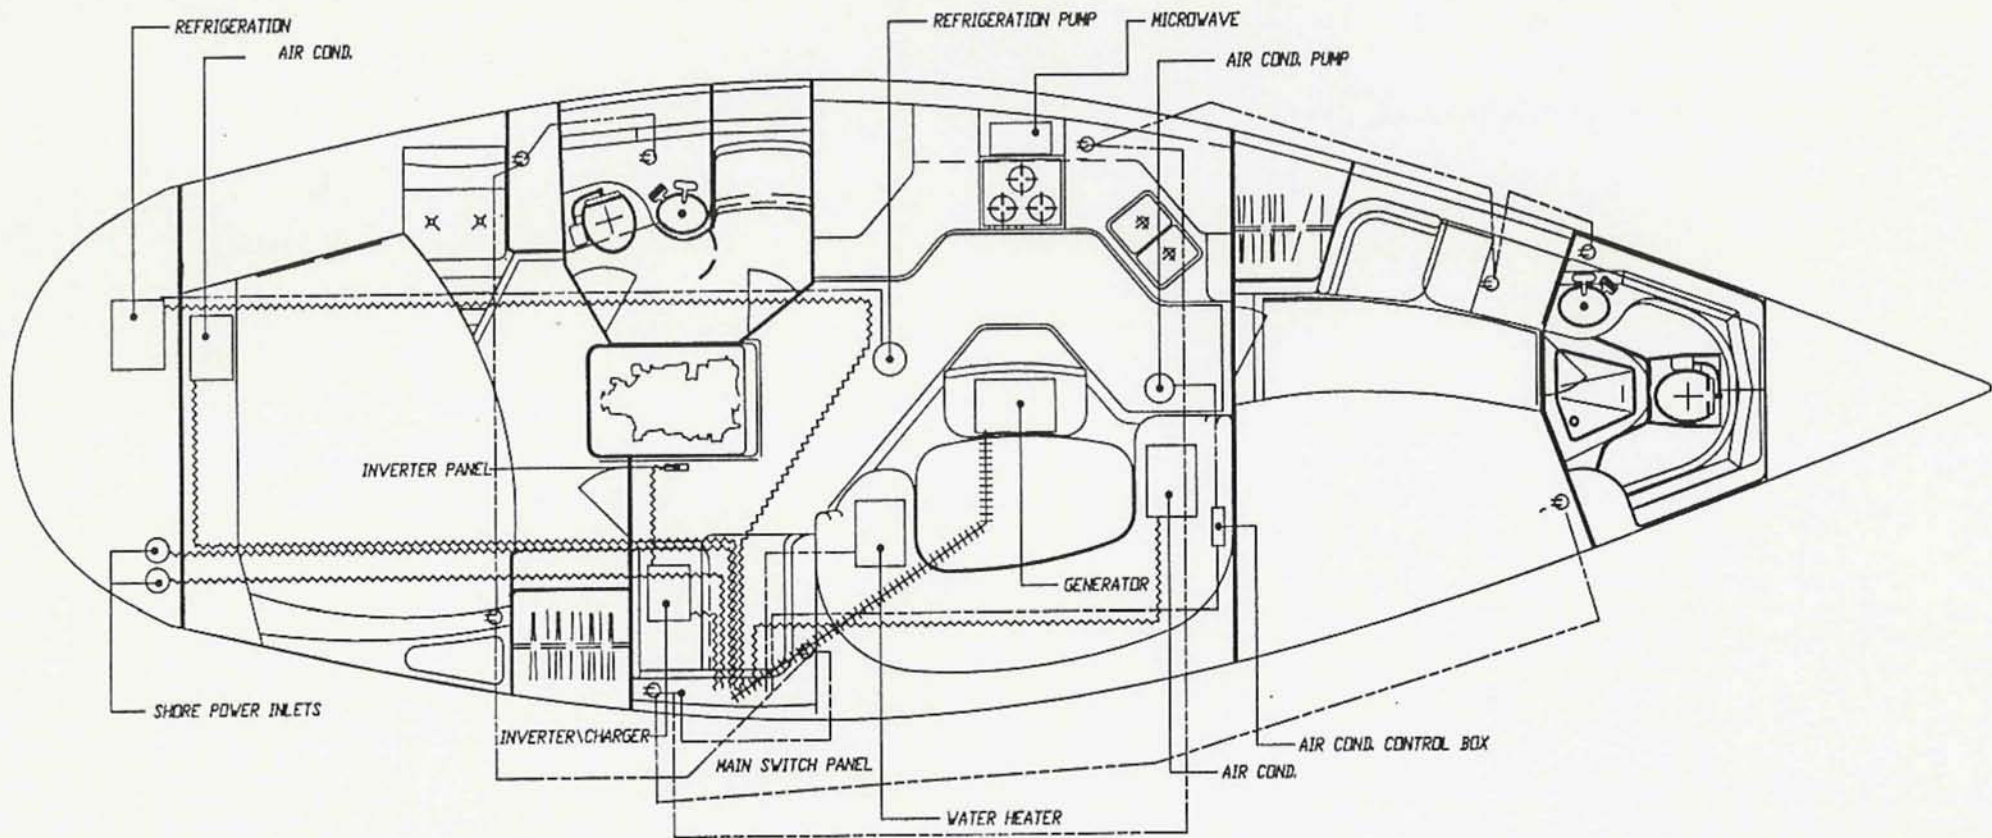 REFRIGERATION
AIR COND.
REFRIGERATION PUMP
MICROWAVE
AIR COND. PUMP
INVERTER PANEL
GENERATOR
SHORE POWER INLETS
INVERTER\CHARGER
MAIN SWITCH PANEL
AIR COND. CONTROL BOX
AIR COND.
WATER HEATER